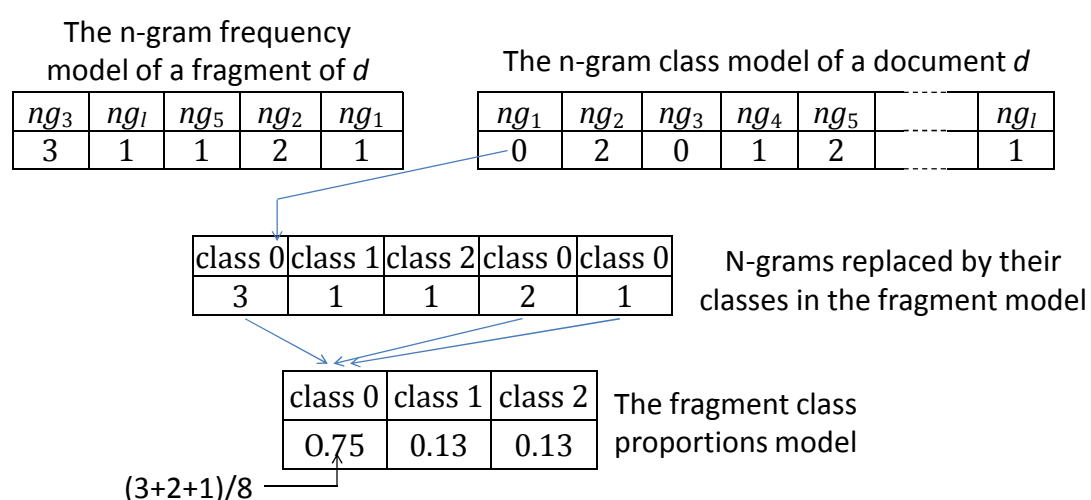 The n-gram frequency
model of a fragment of d
The n-gram class model of a document d
ng₃ ngₗ ng₅ ng₂ ng₁
3 1 1 2 1
ng₁ ng₂ ng₃ ng₄ ng₅ ngₗ
0 2 0 1 2 1
class 0 class 1 class 2 class 0 class 0
3 1 1 2 1
N-grams replaced by their
classes in the fragment model
class 0 class 1 class 2
0.75 0.13 0.13
The fragment class
proportions model
(3+2+1)/8